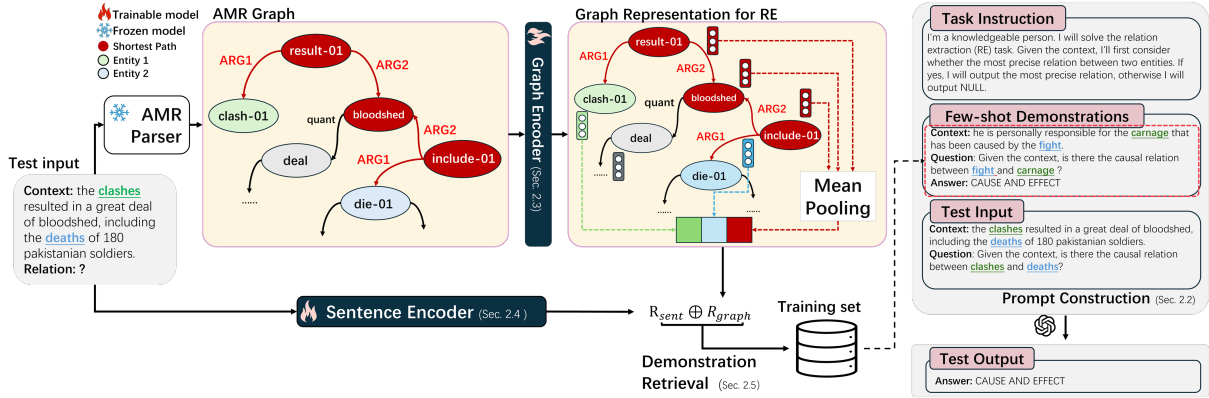 Trainable model
Frozen model
Shortest Path
Entity 1
Entity 2
AMR Graph
result-01
ARG1
ARG2
clash-01
bloodshed
quant
ARG2
deal
ARG1
include-01
......
die-01
......
AMR
Parser
Test input
Context: the clashes
resulted in a great deal
of bloodshed, including
the deaths of 180
pakistanian soldiers.
Relation: ?
Graph Encoder (Sec. 2.3)
Graph Representation for RE
result-01
ARG1
ARG2
clash-01
quant
bloodshed
ARG2
deal
include-01
ARG1
......
die-01
......
Mean
Pooling
Sentence Encoder (Sec. 2.4 )
Rsent ⊕ Rgraph
Demonstration
Retrieval (Sec. 2.5)
Training set
Task Instruction
I'm a knowledgeable person. I will solve the relation
extraction (RE) task. Given the context, I'll first consider
whether the most precise relation between two entities. If
yes, I will output the most precise relation, otherwise I will
output NULL.
Few-shot Demonstrations
Context: he is personally responsible for the carnage that
has been caused by the fight.
Question: Given the context, is there the causal relation
between fight and carnage ?
Answer: CAUSE AND EFFECT
Test Input
Context: the clashes resulted in a great deal of bloodshed,
including the deaths of 180 pakistanian soldiers.
Question: Given the context, is there the causal relation
between clashes and deaths?
Prompt Construction (Sec. 2.2)
Test Output
Answer: CAUSE AND EFFECT